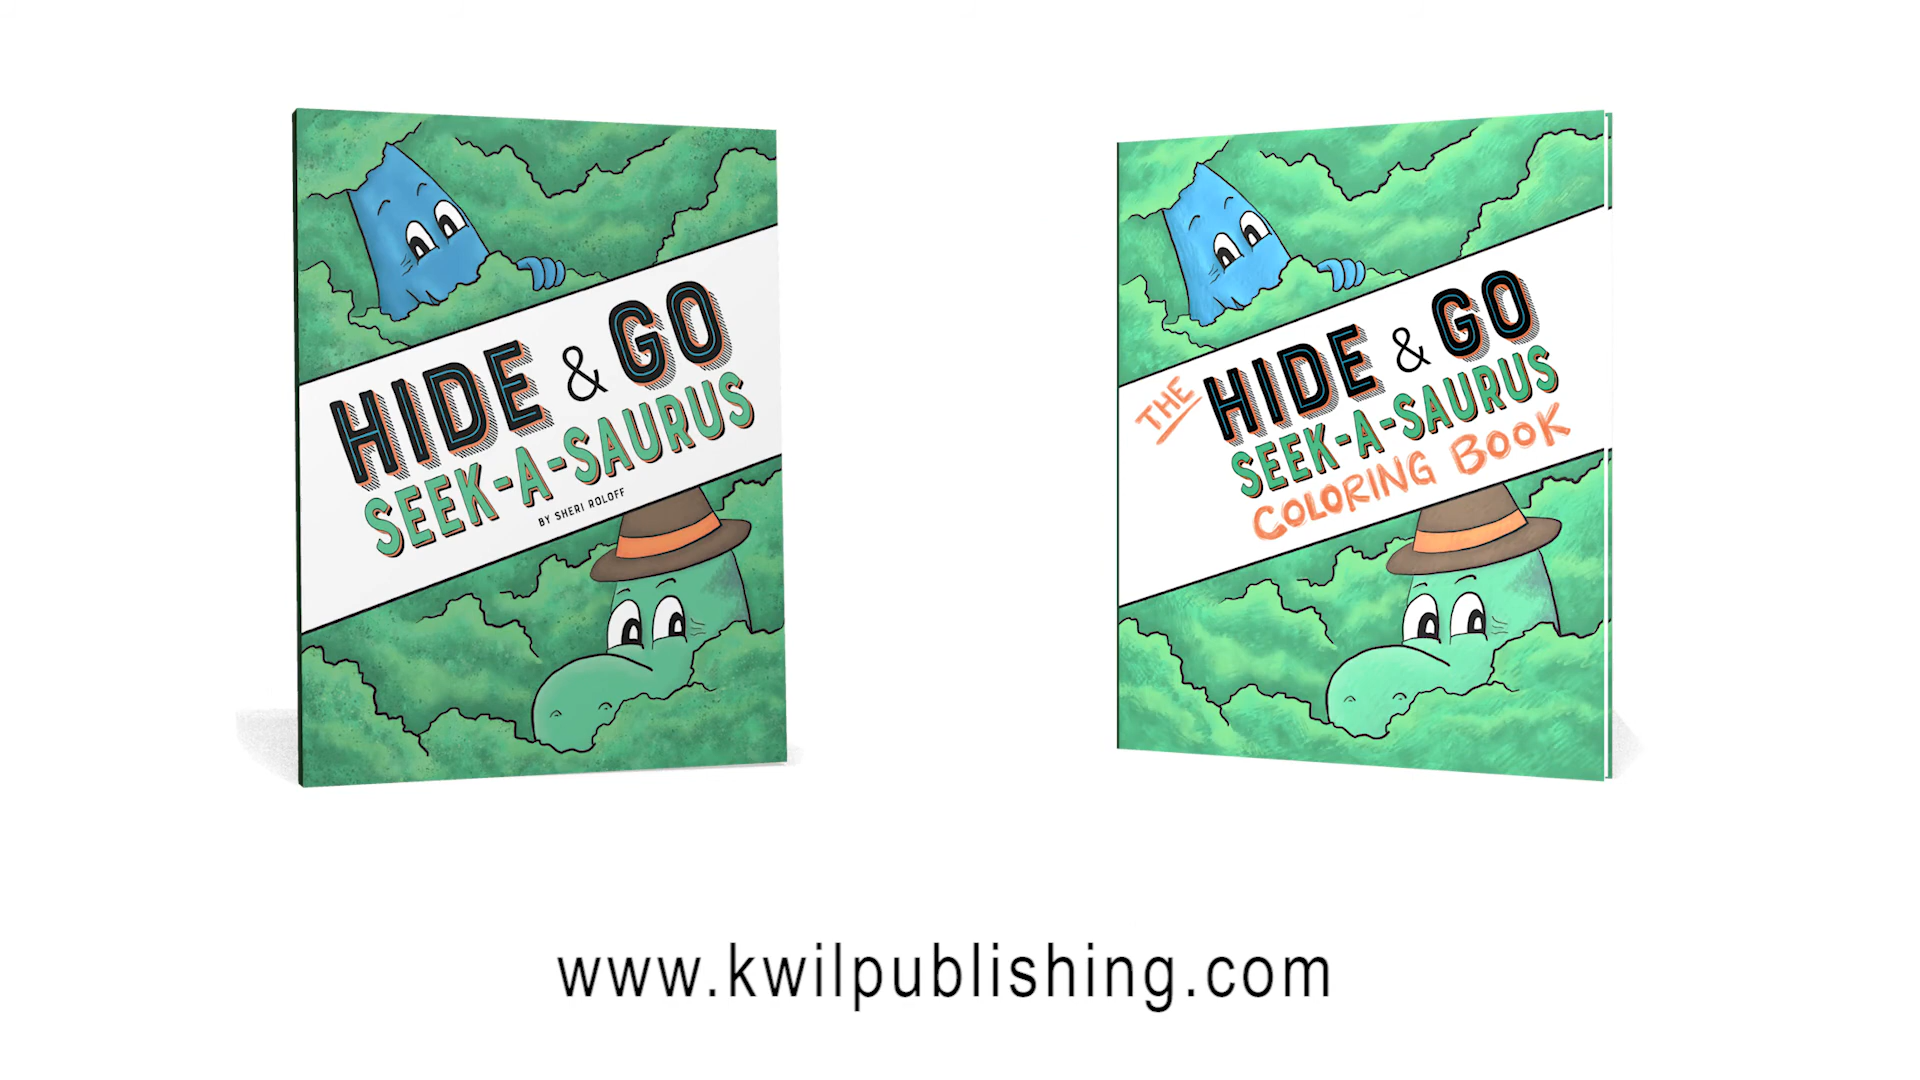 HIDE & GO
SEEK-A-SAURUS
BY SHERI ROLOFF
THE
HIDE & GO
SEEK-A-SAURUS
COLORING BOOK
www.kwilpublishing.com